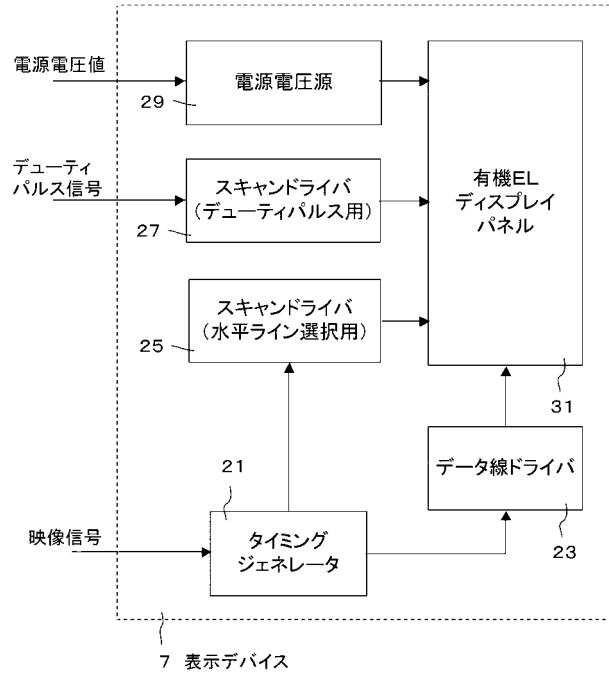 電源電圧値
電源電圧源
29
デューティ
パルス信号
スキャンドライバ
(デューティパルス用)
27
有機EL
ディスプレイ
パネル
スキャンドライバ
(水平ライン選択用)
25
31
21
データ線ドライバ
23
映像信号
タイミング
ジェネレータ
7 表示デバイス